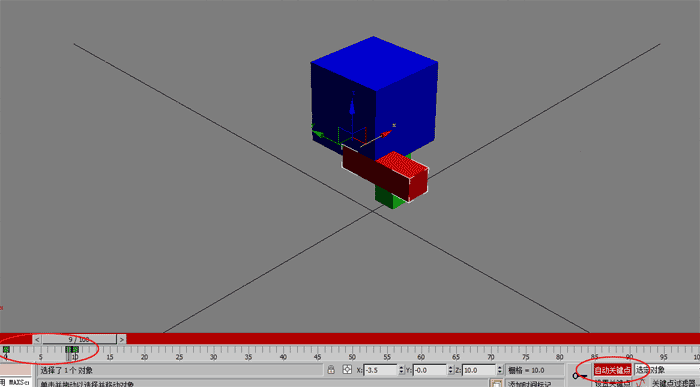 x
x
< 9 / 100 >
0 5 10 15 20 25 30 35 40 45 50 55 60 65 70 75 80 85 90 95 100
选择了 1 个 对象
X: -3.5 Y: -0.0 Z: 10.0
栅格 = 10.0
自动关键点 选定对象
用 MAXSc
单击并拖动以选择并移动对象
添加时间标记
设置关键点
关键点过滤器